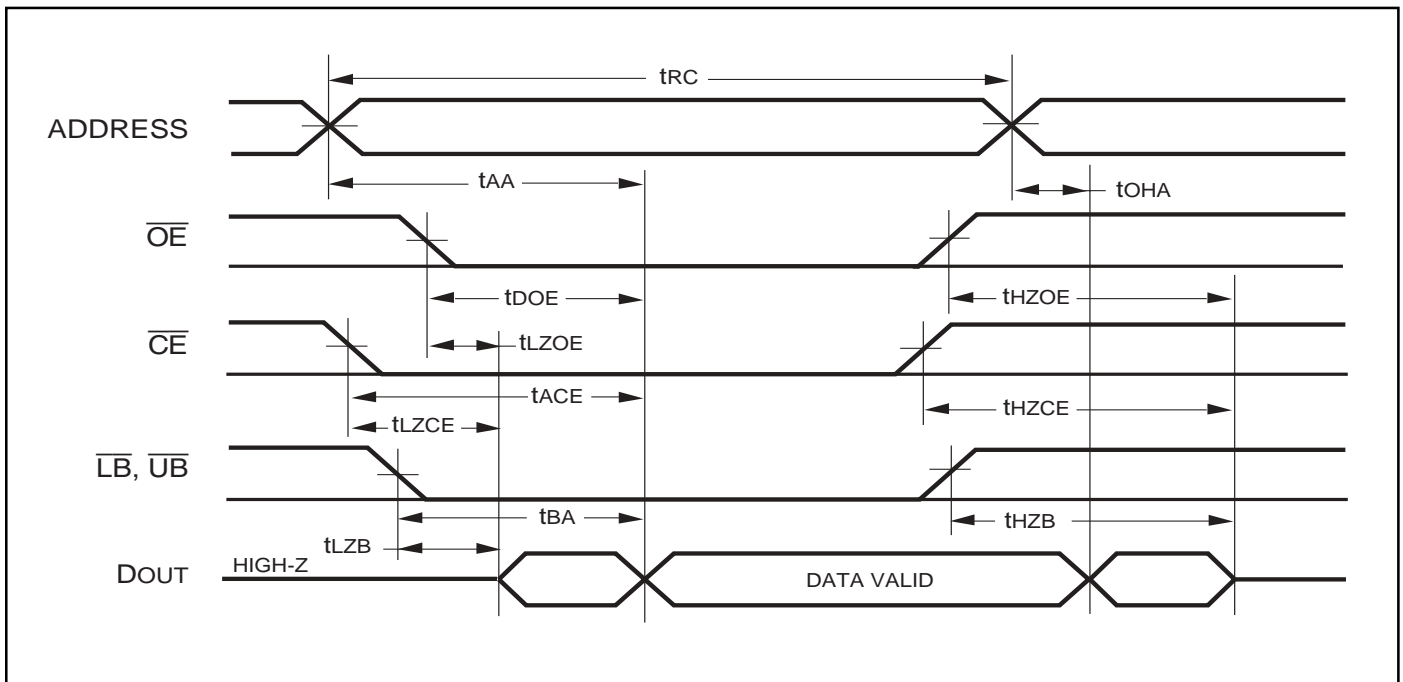 tRC
ADDRESS
tAA
tOHA
OE
tDOE
tHZOE
CE
tLZOE
tACE
tHZCE
tLZCE
LB, UB
tBA
tHZB
tLZB
DOUT
HIGH-Z
DATA VALID